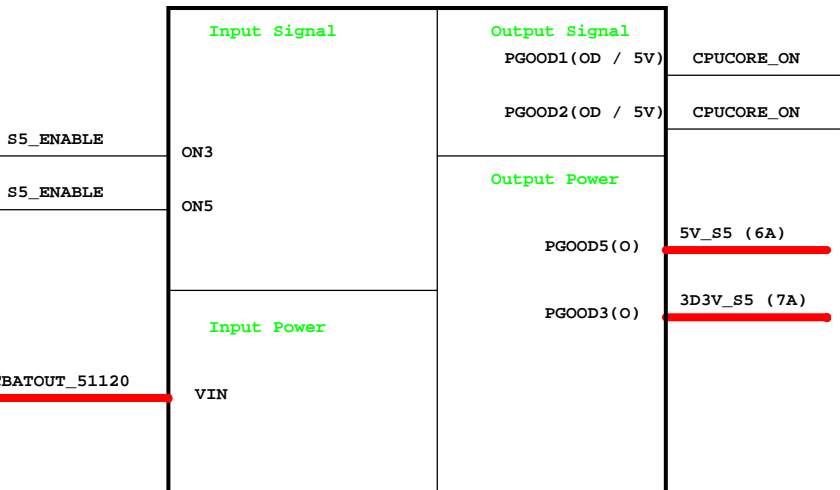 Input Signal
Output Signal
PGOOD1(OD / 5V)
CPUCORE_ON
PGOOD2(OD / 5V)
CPUCORE_ON
S5_ENABLE
ON3
S5_ENABLE
ON5
Output Power
PGOOD5(O)
5V_S5 (6A)
PGOOD3(O)
3D3V_S5 (7A)
Input Power
BATOUT_51120
VIN